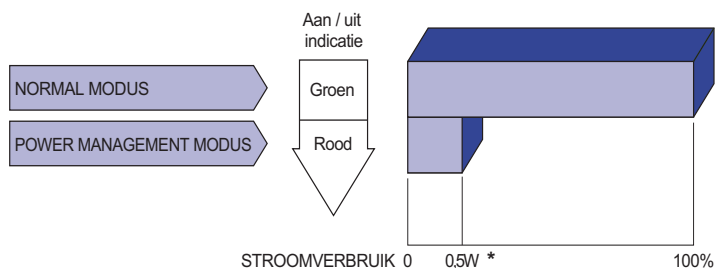 Aan / uit
indicatie
NORMAL MODUS
Groen
POWER MANAGEMENT MODUS
Rood
STROOMVERBRUIK 0 0,5W * 100%